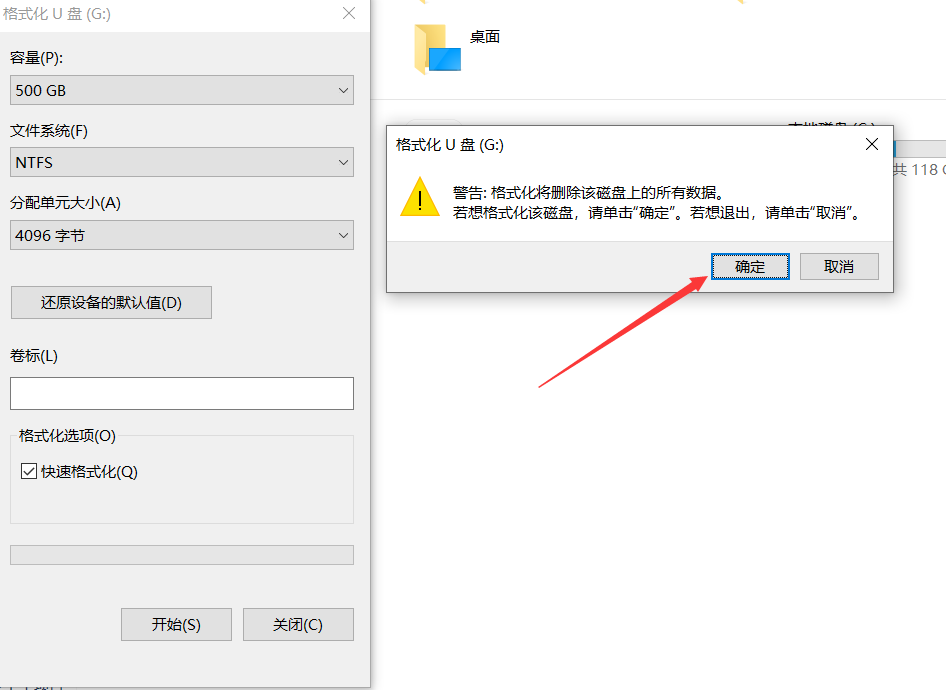 格式化 U 盘 (G:)
容量(P):
500 GB
文件系统(F)
NTFS
分配单元大小(A)
4096 字节
还原设备的默认值(D)
卷标(L)
格式化选项(O)
快速格式化(Q)
开始(S)
关闭(C)
桌面
共 118
格式化 U 盘 (G:)
警告: 格式化将删除该磁盘上的所有数据。
若想格式化该磁盘，请单击“确定”。若想退出，请单击“取消”。
确定
取消